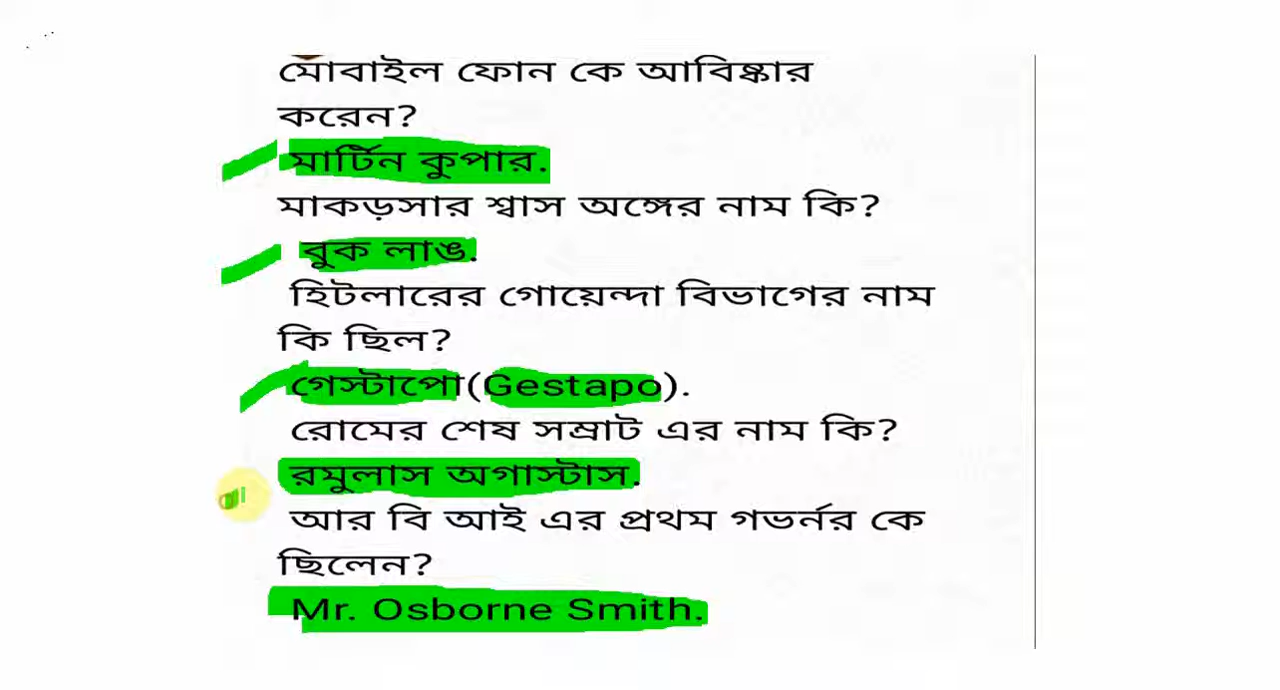 মোবাইল ফোন কে আবিষ্কার
করেন?
মার্টিন কুপার.
মাকড়সার শ্বাস অঙ্গের নাম কি?
বুক লাঙ.
হিটলারের গোয়েন্দা বিভাগের নাম
কি ছিল?
গেস্টাপো(Gestapo).
রোমের শেষ সম্রাট এর নাম কি?
রমুলাস অগাস্টাস.
আর বি আই এর প্রথম গভর্নর কে
ছিলেন?
Mr. Osborne Smith.